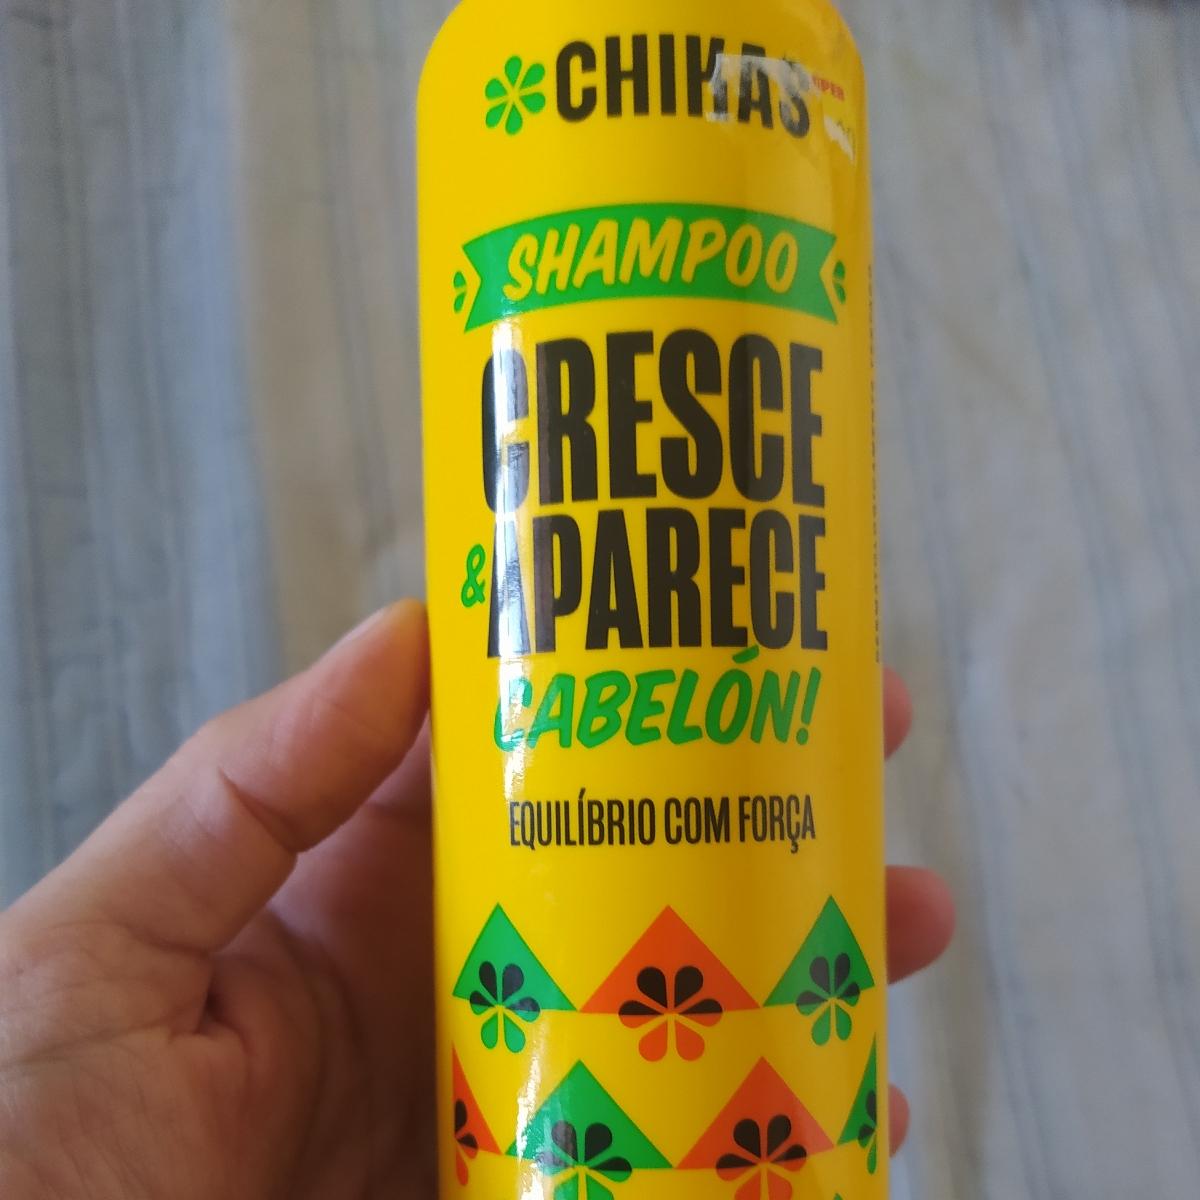 CHIKAS
SHAMPOO
CRESCE
& APARECE
CABELÓN!
EQUILÍBRIO COM FORÇA